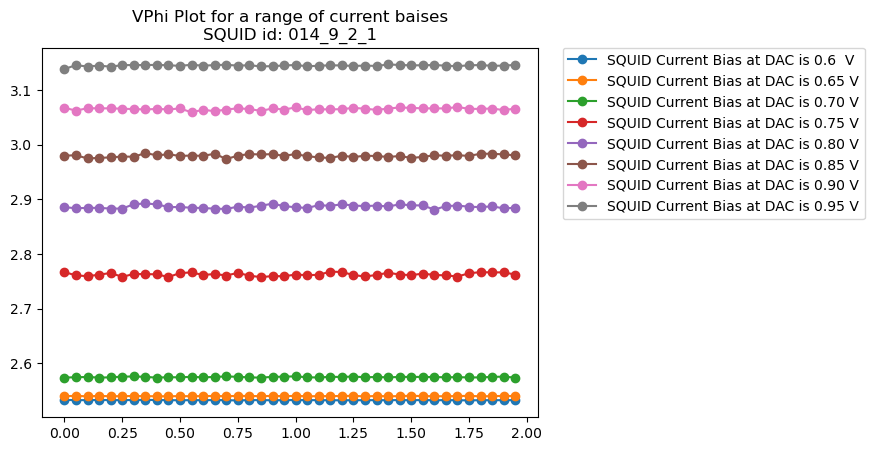 VPhi Plot for a range of current baises
SQUID id: 014_9_2_1
3.1
3.0
2.9
2.8
2.7
2.6
0.00 0.25 0.50 0.75 1.00 1.25 1.50 1.75 2.00
SQUID Current Bias at DAC is 0.6  V
SQUID Current Bias at DAC is 0.65 V
SQUID Current Bias at DAC is 0.70 V
SQUID Current Bias at DAC is 0.75 V
SQUID Current Bias at DAC is 0.80 V
SQUID Current Bias at DAC is 0.85 V
SQUID Current Bias at DAC is 0.90 V
SQUID Current Bias at DAC is 0.95 V